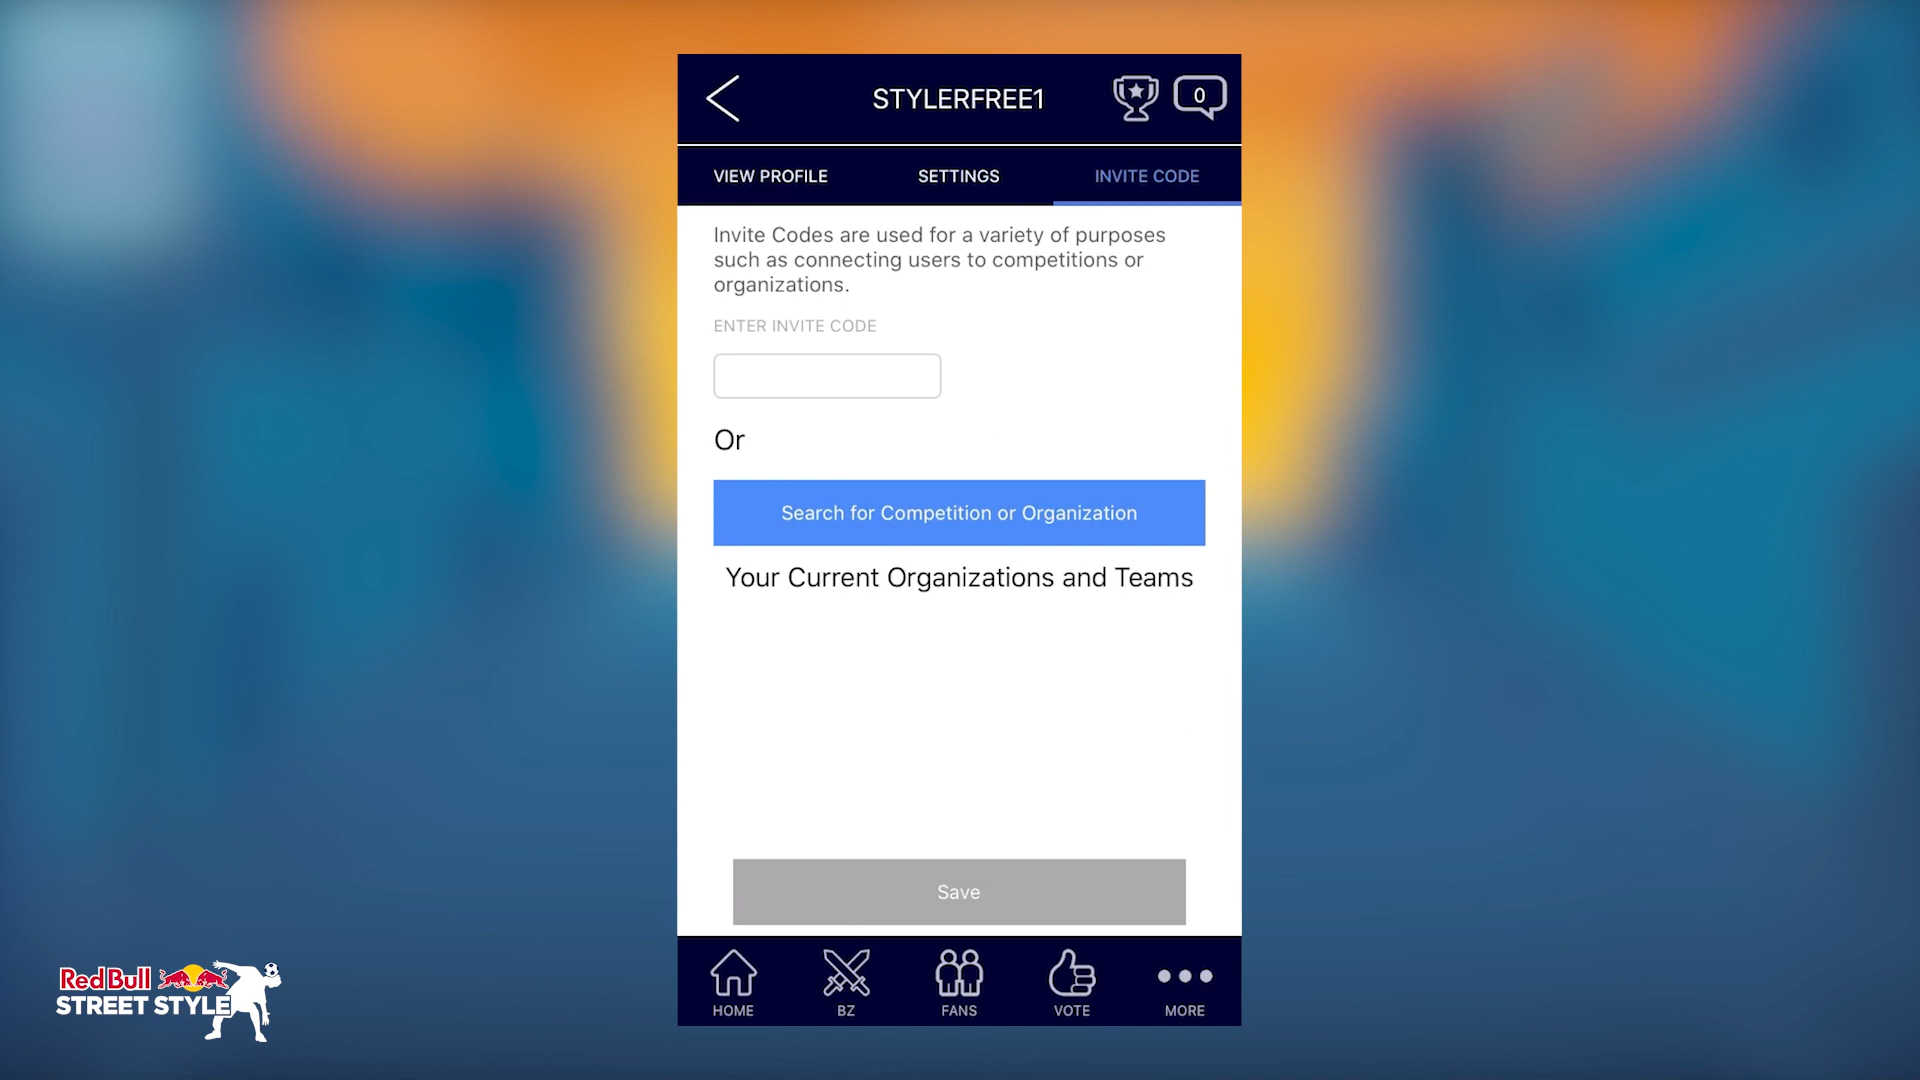 STYLERFREE1
0
VIEW PROFILE
SETTINGS
INVITE CODE
Invite Codes are used for a variety of purposes
such as connecting users to competitions or
organizations.
ENTER INVITE CODE
Or
Search for Competition or Organization
Your Current Organizations and Teams
Save
HOME
BZ
FANS
VOTE
MORE
Red Bull
STREET STYLE